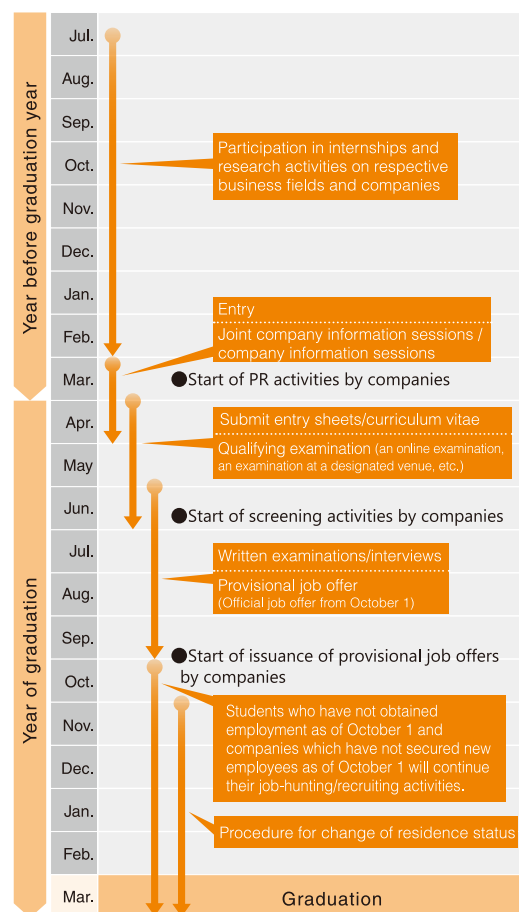 Year before graduation year
Jul.
Aug.
Sep.
Oct.
Nov.
Dec.
Jan.
Feb.
Mar.
Participation in internships and
research activities on respective
business fields and companies
Entry
Joint company information sessions /
company information sessions
●Start of PR activities by companies
Year of graduation
Apr.
May
Jun.
Jul.
Aug.
Sep.
Oct.
Nov.
Dec.
Jan.
Feb.
Mar.
Submit entry sheets/curriculum vitae
Qualifying examination (an online examination,
an examination at a designated venue, etc.)
●Start of screening activities by companies
Written examinations/interviews
Provisional job offer
(Official job offer from October 1)
●Start of issuance of provisional job offers
by companies
Students who have not obtained
employment as of October 1 and
companies which have not secured new
employees as of October 1 will continue
their job-hunting/recruiting activities.
Procedure for change of residence status
Graduation